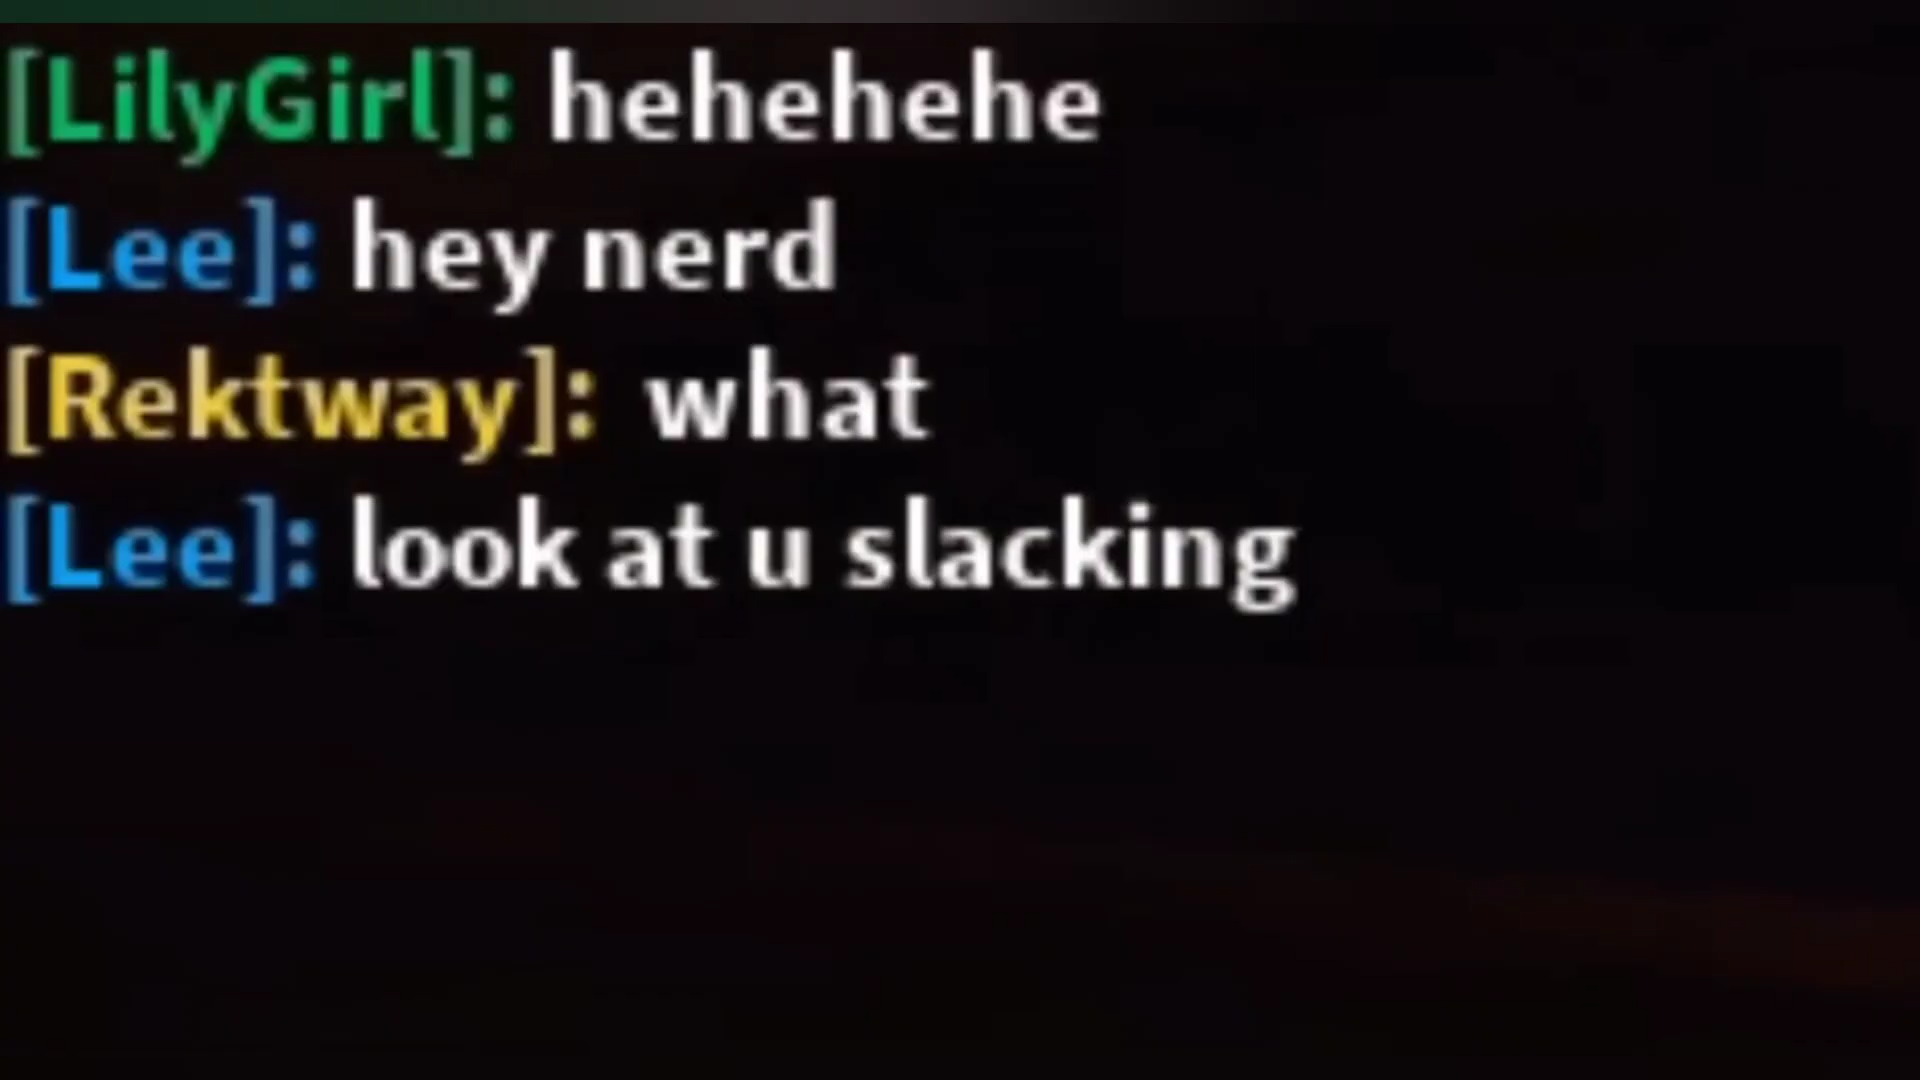 [LilyGirl]: hehehehe
[Lee]: hey nerd
[Rektway]: what
[Lee]: look at u slacking